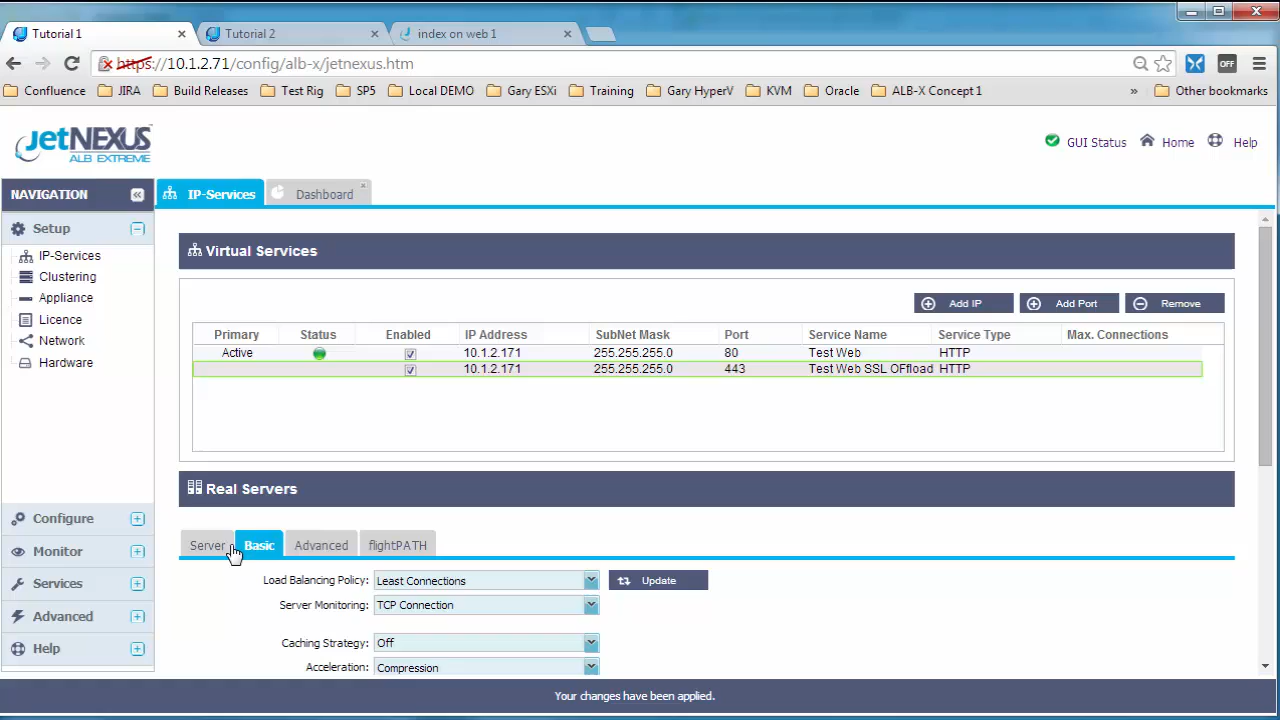 Tutorial 1
Tutorial 2
index on web 1
https://10.1.2.71/config/alb-x/jetnexus.htm
OFF
Confluence
JIRA
Build Releases
Test Rig
SP5
Local DEMO
Gary ESXi
Training
Gary HyperV
KVM
Oracle
ALB-X Concept 1
»
Other bookmarks
jetNEXUS
ALB EXTREME
GUI Status
Home
Help
NAVIGATION
IP-Services
Dashboard
Setup
IP-Services
Clustering
Appliance
Licence
Network
Hardware
Configure
Monitor
Services
Advanced
Help
Virtual Services
Add IP
Add Port
Remove
Primary Status Enabled IP Address SubNet Mask Port Service Name Service Type Max. Connections
Active 10.1.2.171 255.255.255.0 80 Test Web HTTP
10.1.2.171 255.255.255.0 443 Test Web SSL OFfload HTTP
Real Servers
Server
Basic
Advanced
flightPATH
Load Balancing Policy: Least Connections
Update
Server Monitoring: TCP Connection
Caching Strategy: Off
Acceleration: Compression
Your changes have been applied.